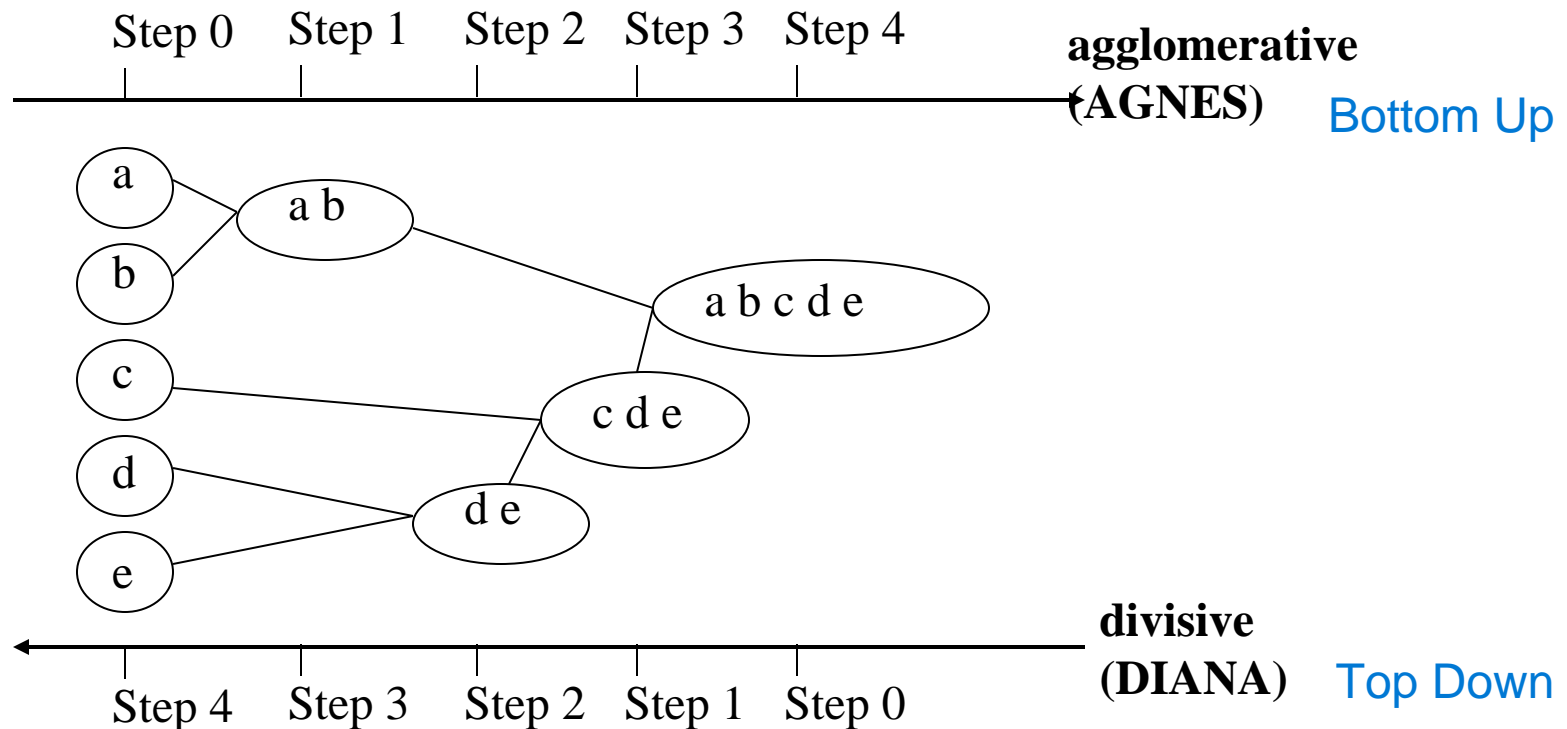 Step 0 Step 1 Step 2 Step 3 Step 4
agglomerative
(AGNES) Bottom Up
a
a b
b
a b c d e
c
c d e
d
d e
e
divisive
(DIANA) Top Down
Step 4 Step 3 Step 2 Step 1 Step 0